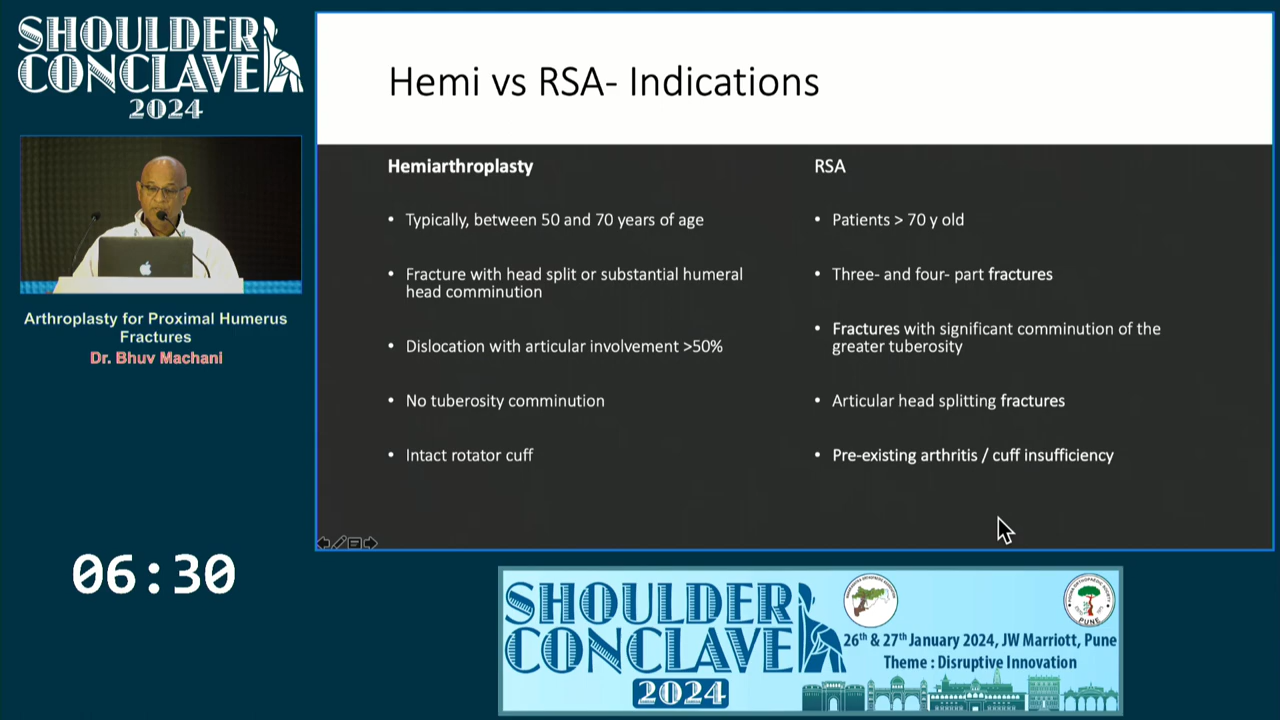 SHOULDER
CONCLAVE
2024
Arthroplasty for Proximal Humerus
Fractures
Dr. Bhuv Machani
06:30
Hemi vs RSA- Indications
Hemiarthroplasty
• Typically, between 50 and 70 years of age
• Fracture with head split or substantial humeral
head comminution
• Dislocation with articular involvement >50%
• No tuberosity comminution
• Intact rotator cuff
RSA
• Patients > 70 y old
• Three- and four- part fractures
• Fractures with significant comminution of the
greater tuberosity
• Articular head splitting fractures
• Pre-existing arthritis / cuff insufficiency
SHOULDER
CONCLAVE
2024
PUNE
26th & 27th January 2024, JW Marriott, Pune
Theme : Disruptive Innovation